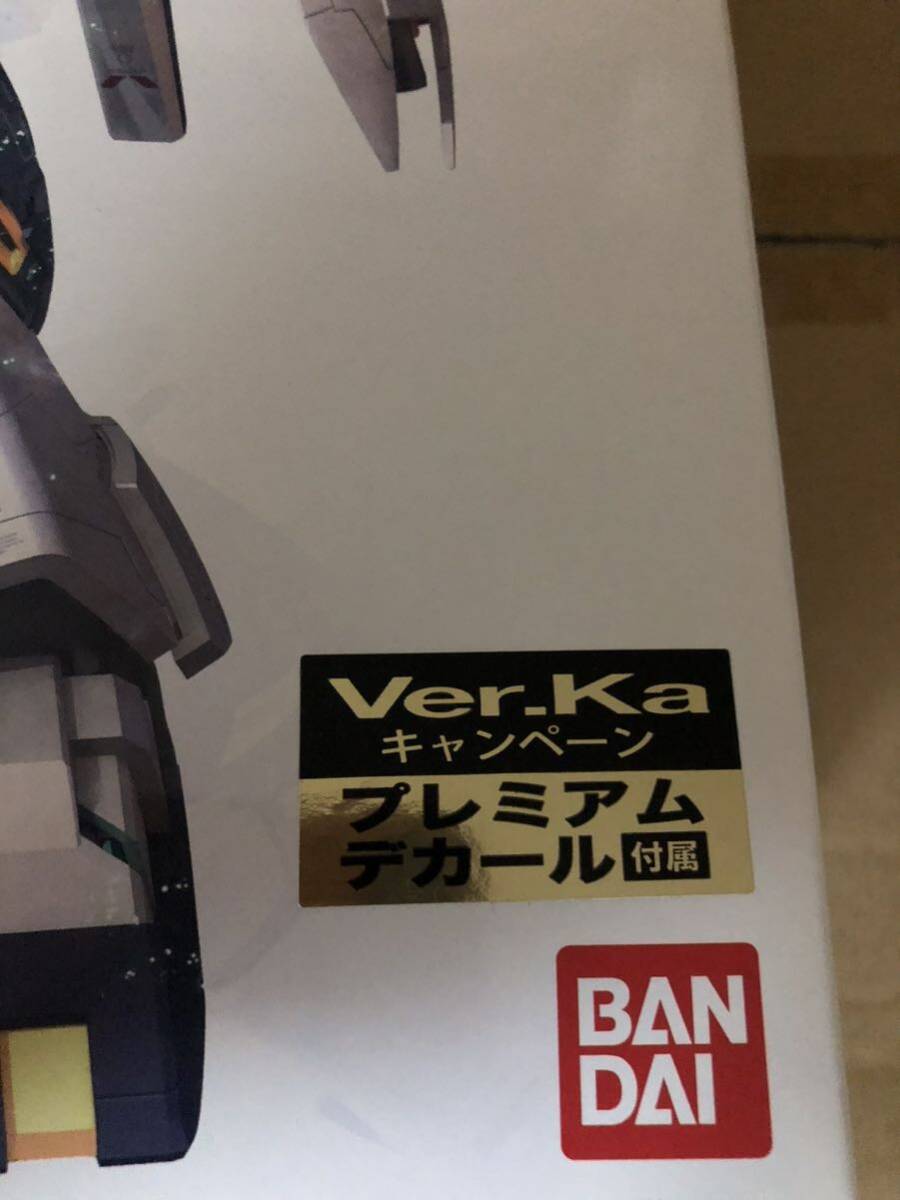 Ver.Ka
キャンペーン
プレミアム
デカール付属
BAN
DAI